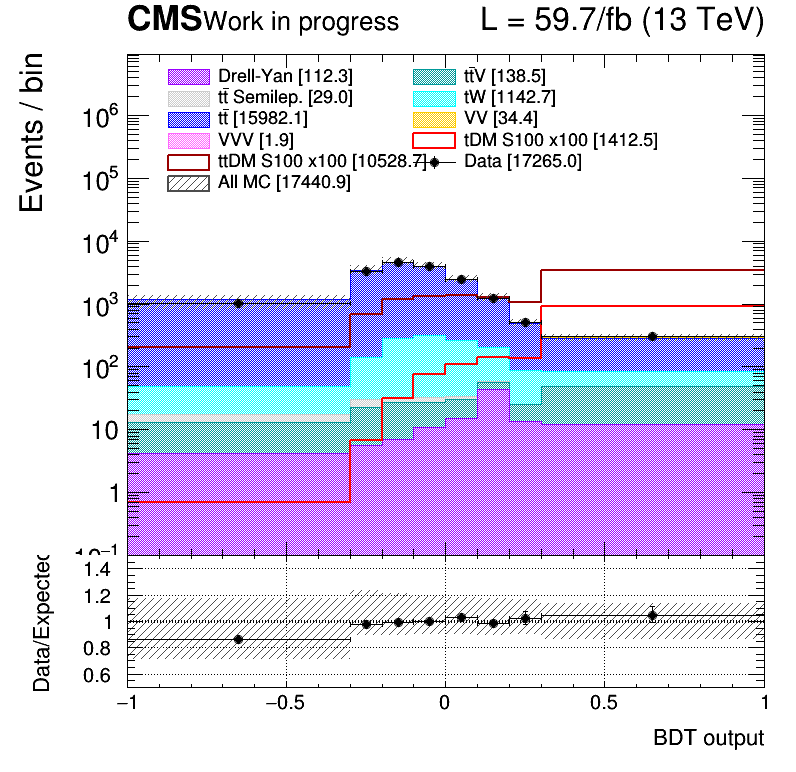 CMS Work in progress L = 59.7/fb (13 TeV)
Events / bin
Drell-Yan [112.3] tt̄V [138.5]
tt̄ Semilep. [29.0] tW [1142.7]
tt̄ [15982.1] VV [34.4]
VVV [1.9] tDM S100 x100 [1412.5]
ttDM S100 x100 [10528.7] Data [17265.0]
All MC [17440.9]
10⁶
10⁵
10⁴
10³
10²
10
1
10⁻¹
Data/Expected
1.4
1.2
1
0.8
0.6
−1 −0.5 0 0.5 1
BDT output